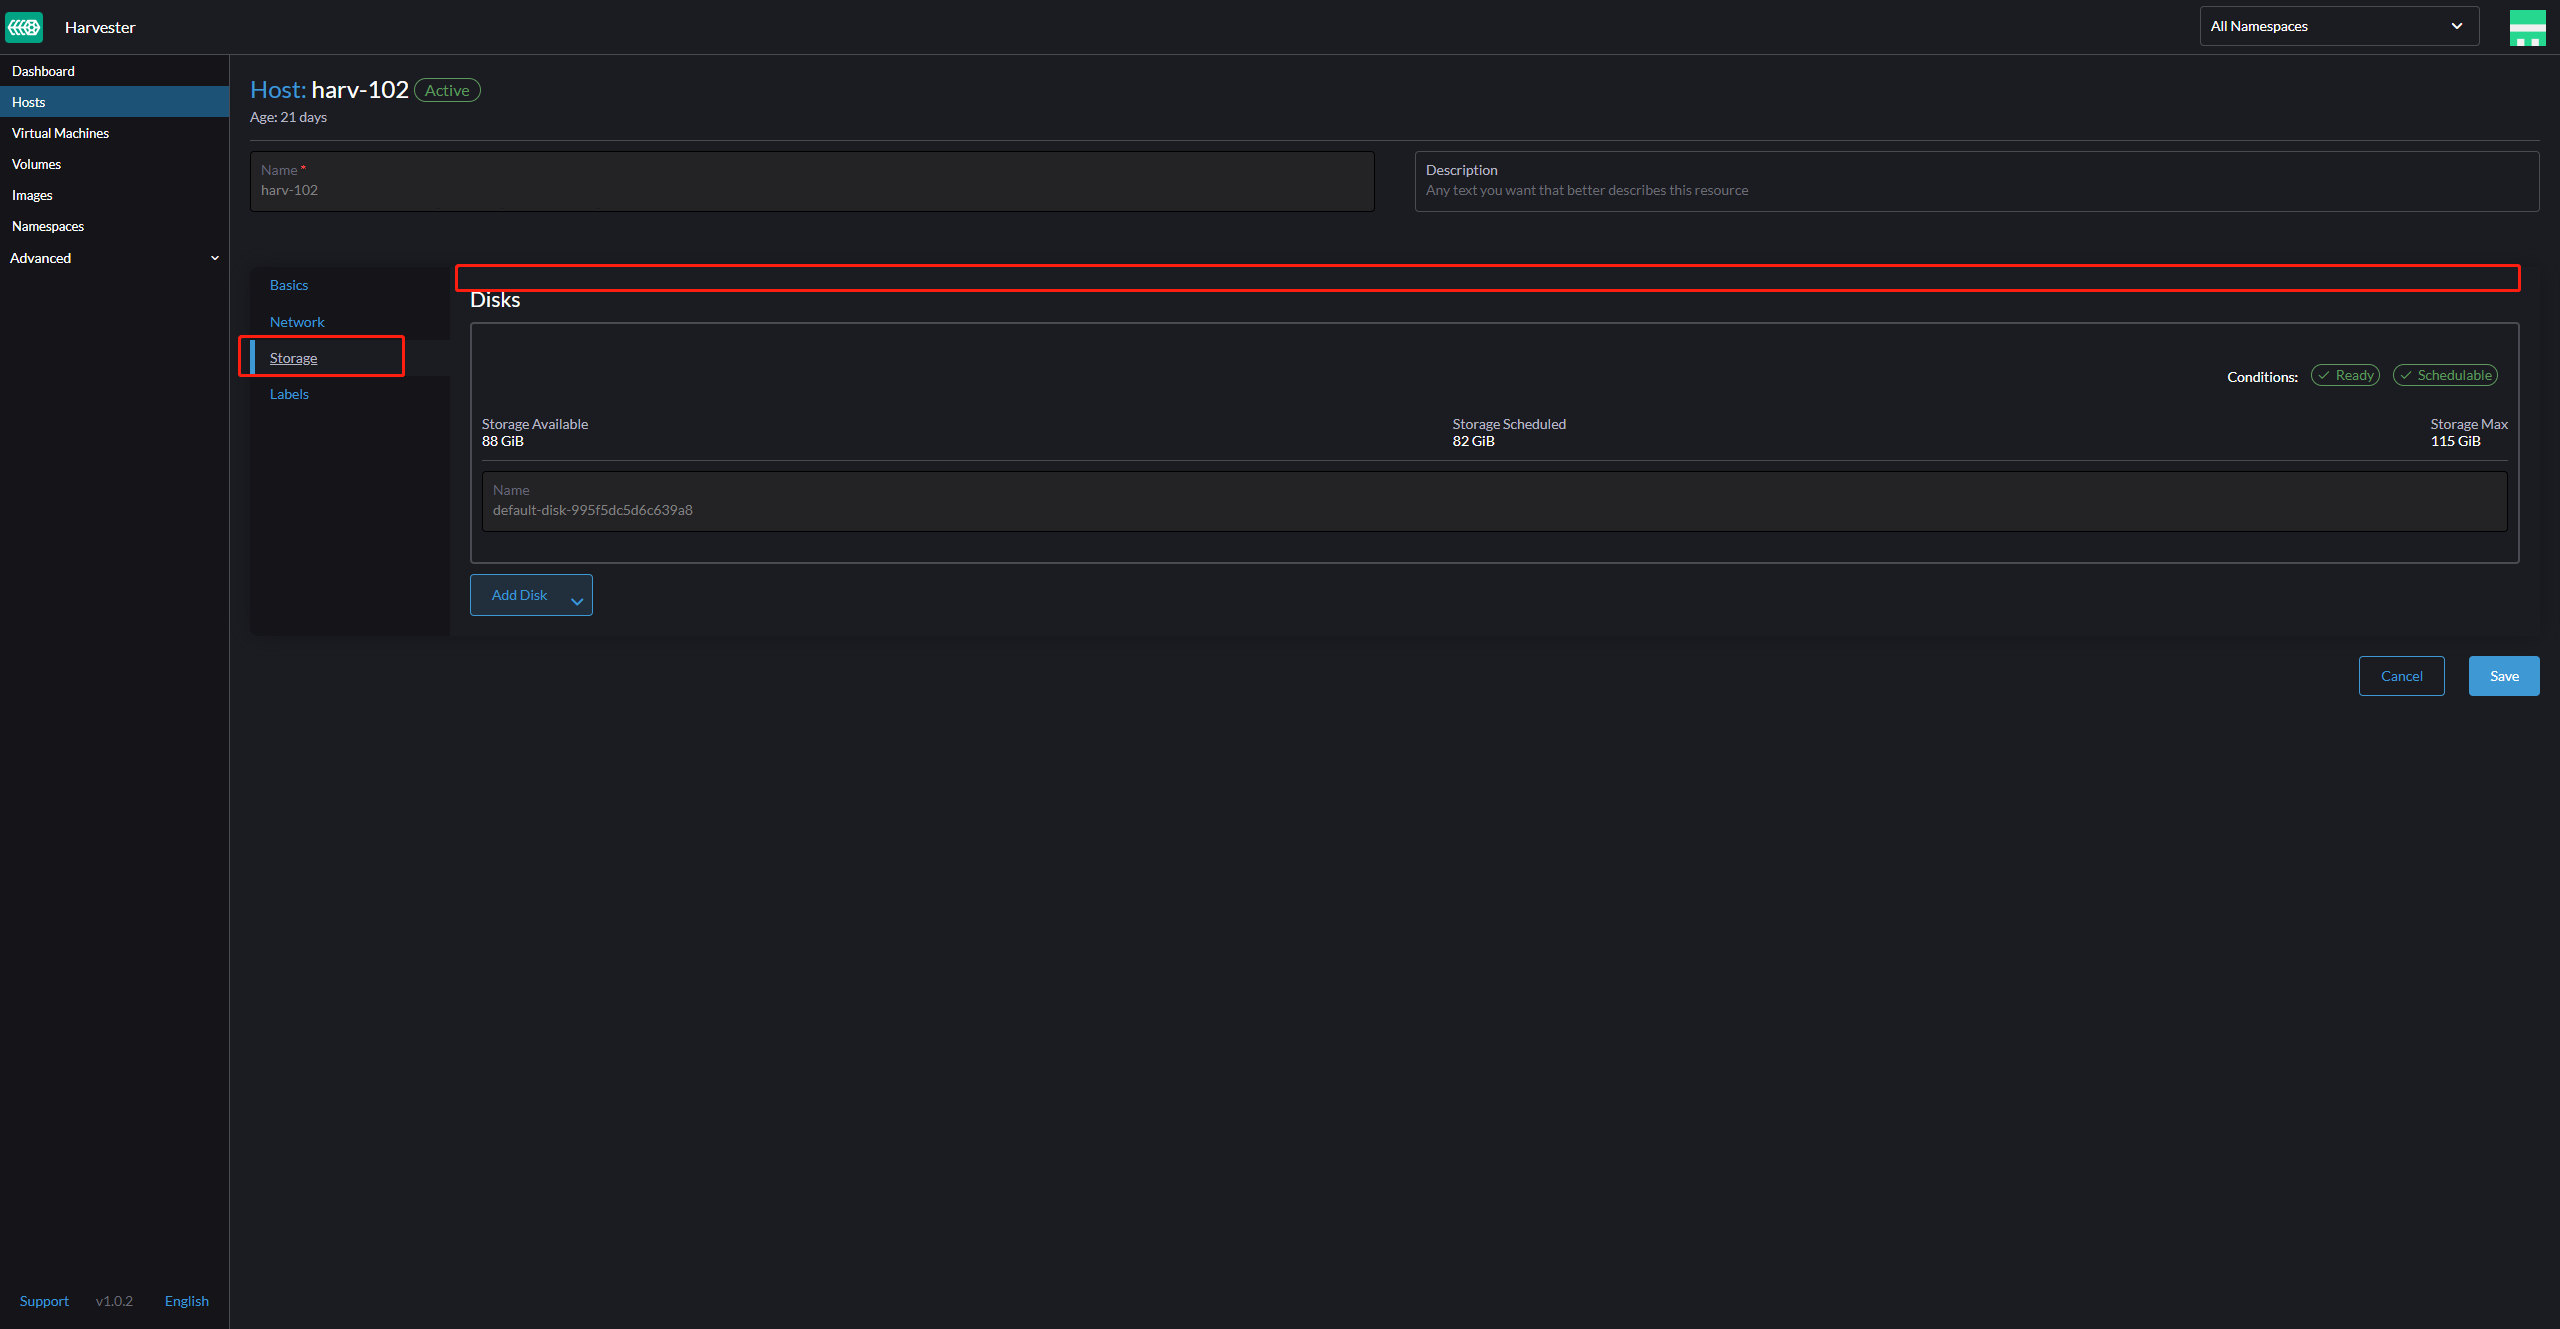 Harvester
All Namespaces
Dashboard
Hosts
Virtual Machines
Volumes
Images
Namespaces
Advanced
Host: harv-102 Active
Age: 21 days
Name *
harv-102
Description
Any text you want that better describes this resource
Basics
Network
Storage
Labels
Disks
Conditions: Ready Schedulable
Storage Available
88 GiB
Storage Scheduled
82 GiB
Storage Max
115 GiB
Name
default-disk-995f5dc5d6c639a8
Add Disk
Cancel Save
Support v1.0.2 English